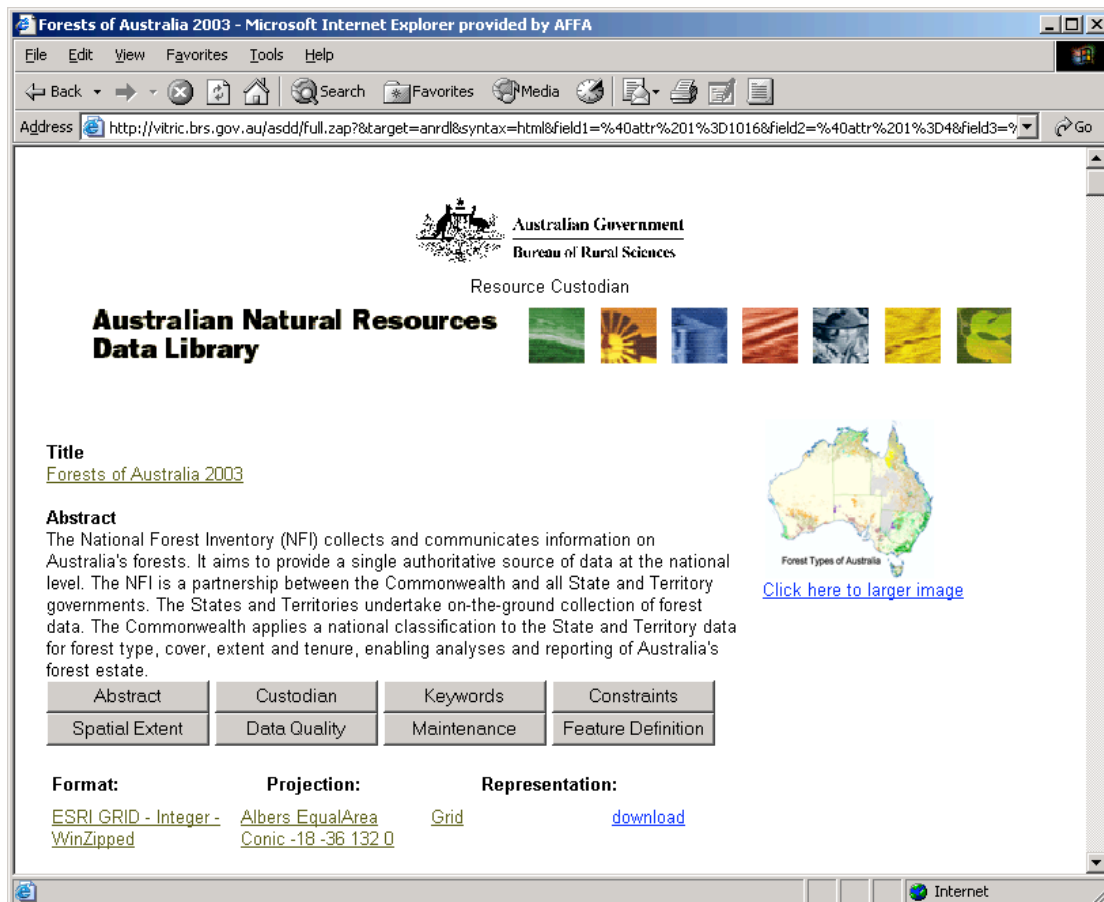 Forests of Australia 2003 - Microsoft Internet Explorer provided by AFFA
File Edit View Favorites Tools Help
Back Search Favorites Media
Address http://vitric.brs.gov.au/asdd/full.zap?&target=anrdl&syntax=html&field1=%40attr%201%3D1016&field2=%40attr%201%3D4&field3=% Go
Australian Government
Bureau of Rural Sciences
Resource Custodian
Australian Natural Resources
Data Library
Title
Forests of Australia 2003
Abstract
The National Forest Inventory (NFI) collects and communicates information on
Australia's forests. It aims to provide a single authoritative source of data at the national
level. The NFI is a partnership between the Commonwealth and all State and Territory
governments. The States and Territories undertake on-the-ground collection of forest
data. The Commonwealth applies a national classification to the State and Territory data
for forest type, cover, extent and tenure, enabling analyses and reporting of Australia's
forest estate.
Forest Types of Australia
Click here to larger image
Abstract Custodian Keywords Constraints
Spatial Extent Data Quality Maintenance Feature Definition
Format: Projection: Representation:
ESRI GRID - Integer - Albers EqualArea Grid download
WinZipped Conic -18 -36 132 0
Internet